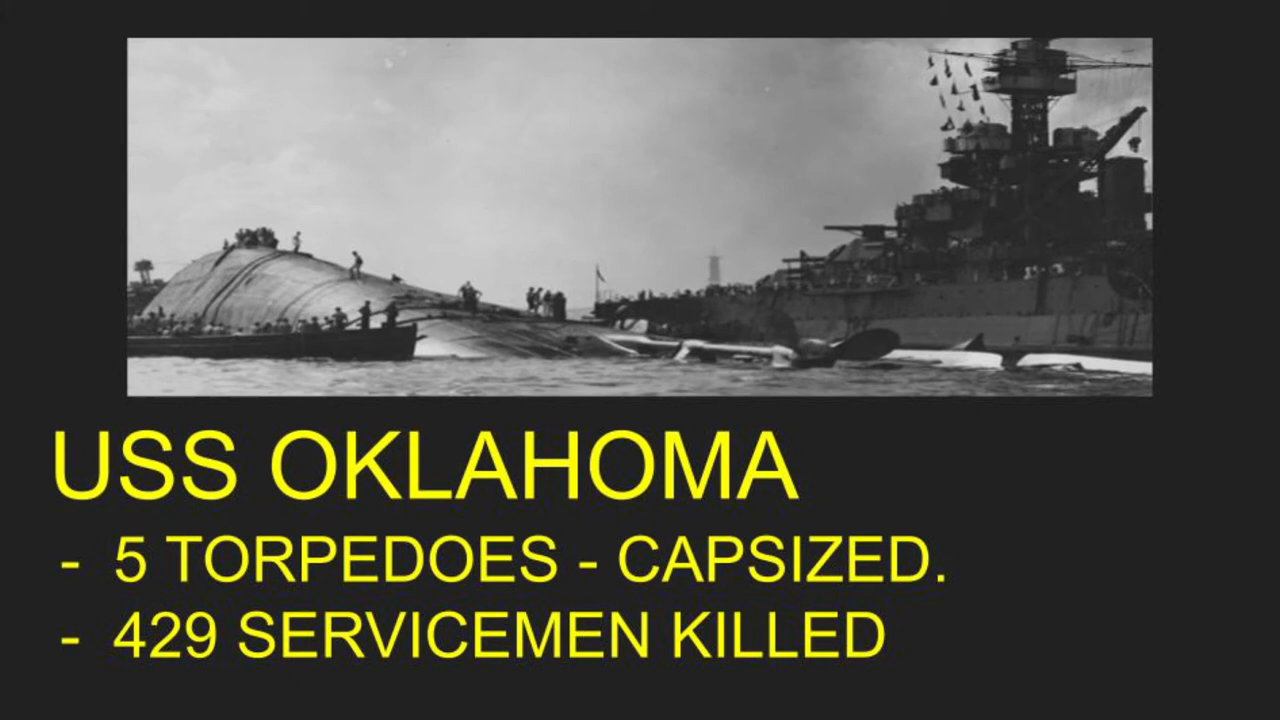 USS OKLAHOMA
- 5 TORPEDOES - CAPSIZED.
- 429 SERVICEMEN KILLED